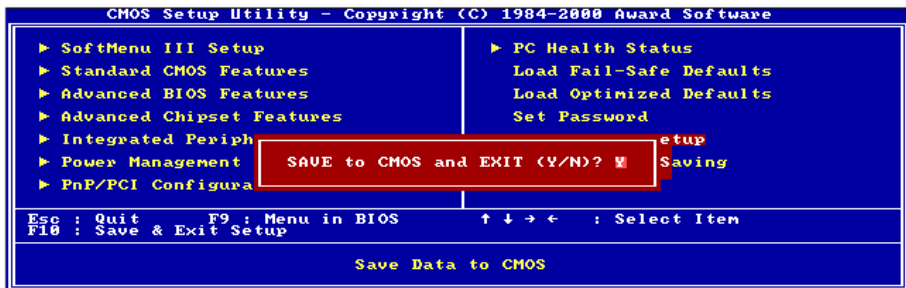 CMOS Setup Utility - Copyright (C) 1984-2000 Award Software
SoftMenu III Setup
Standard CMOS Features
Advanced BIOS Features
Advanced Chipset Features
Integrated Periph
Power Management
PnP/PCI Configura
PC Health Status
Load Fail-Safe Defaults
Load Optimized Defaults
Set Password
etup
Saving
SAVE to CMOS and EXIT (Y/N)? Y
Esc : Quit F9 : Menu in BIOS ↑ ↓ → ← : Select Item
F10 : Save & Exit Setup
Save Data to CMOS